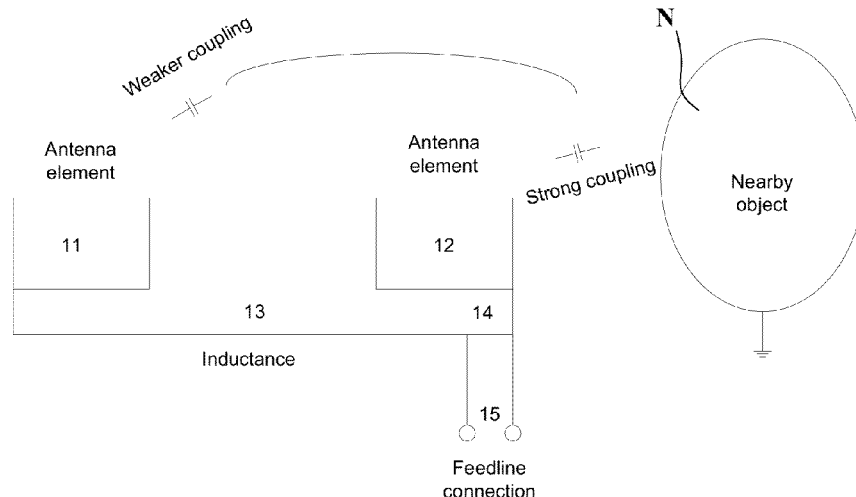 N
Weaker coupling
Antenna
element
Antenna
element
Strong coupling
Nearby
object
11
12
13
14
Inductance
15
Feedline
connection